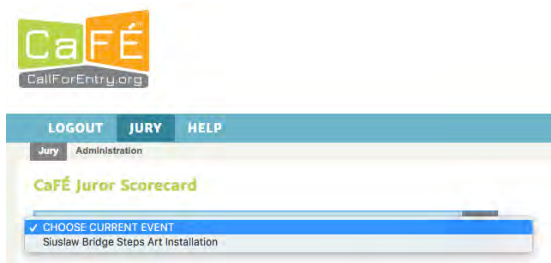 CaFÉ
CallForEntry.org
LOGOUT JURY HELP
Jury Administration
CaFÉ Juror Scorecard
✓ CHOOSE CURRENT EVENT
Siuslaw Bridge Steps Art Installation